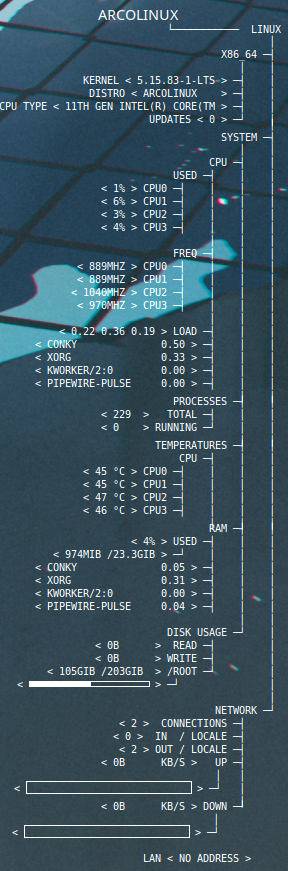 ARCOLINUX
LINUX
X86_64
KERNEL < 5.15.83-1-LTS >
DISTRO < ARCOLINUX >
CPU TYPE < 11TH GEN INTEL(R) CORE(TM >
UPDATES < 0 >
SYSTEM
CPU
USED
< 1% > CPU0
< 6% > CPU1
< 3% > CPU2
< 4% > CPU3
FREQ
< 889MHZ > CPU0
< 889MHZ > CPU1
< 1040MHZ > CPU2
< 970MHZ > CPU3
< 0.22 0.36 0.19 > LOAD
< CONKY 0.50 >
< XORG 0.33 >
< KWORKER/2:0 0.00 >
< PIPEWIRE-PULSE 0.00 >
PROCESSES
< 229 > TOTAL
< 0 > RUNNING
TEMPERATURES
CPU
< 45 °C > CPU0
< 45 °C > CPU1
< 47 °C > CPU2
< 46 °C > CPU3
RAM
< 4% > USED
< 974MIB /23.3GIB >
< CONKY 0.05 >
< XORG 0.31 >
< KWORKER/2:0 0.00 >
< PIPEWIRE-PULSE 0.04 >
DISK USAGE
< 0B > READ
< 0B > WRITE
< 105GIB /203GIB > /ROOT
< >
NETWORK
< 2 > CONNECTIONS
< 0 > IN / LOCALE
< 2 > OUT / LOCALE
< 0B KB/S > UP
< >
< 0B KB/S > DOWN
< >
LAN < NO ADDRESS >